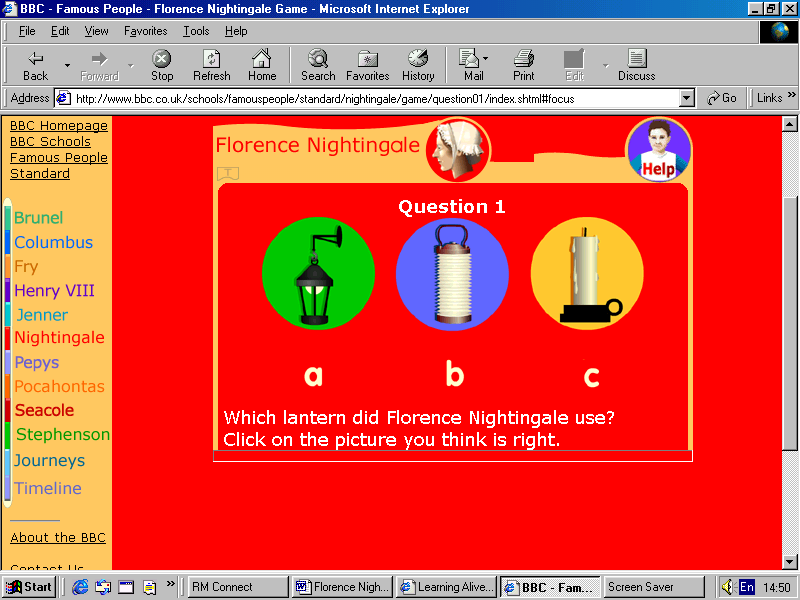 BBC - Famous People - Florence Nightingale Game - Microsoft Internet Explorer
File Edit View Favorites Tools Help
Back Forward Stop Refresh Home Search Favorites History Mail Print Edit Discuss
Address http://www.bbc.co.uk/schools/famouspeople/standard/nightingale/game/question01/index.shtml#focus Go Links »
BBC Homepage
BBC Schools
Famous People
Standard
Brunel
Columbus
Fry
Henry VIII
Jenner
Nightingale
Pepys
Pocahontas
Seacole
Stephenson
Journeys
Timeline
About the BBC
Contact Us
Florence Nightingale
Help
T
Question 1
a b c
Which lantern did Florence Nightingale use?
Click on the picture you think is right.
Start » RM Connect Florence Nigh... Learning Alive... BBC - Fam... Screen Saver En 14:50